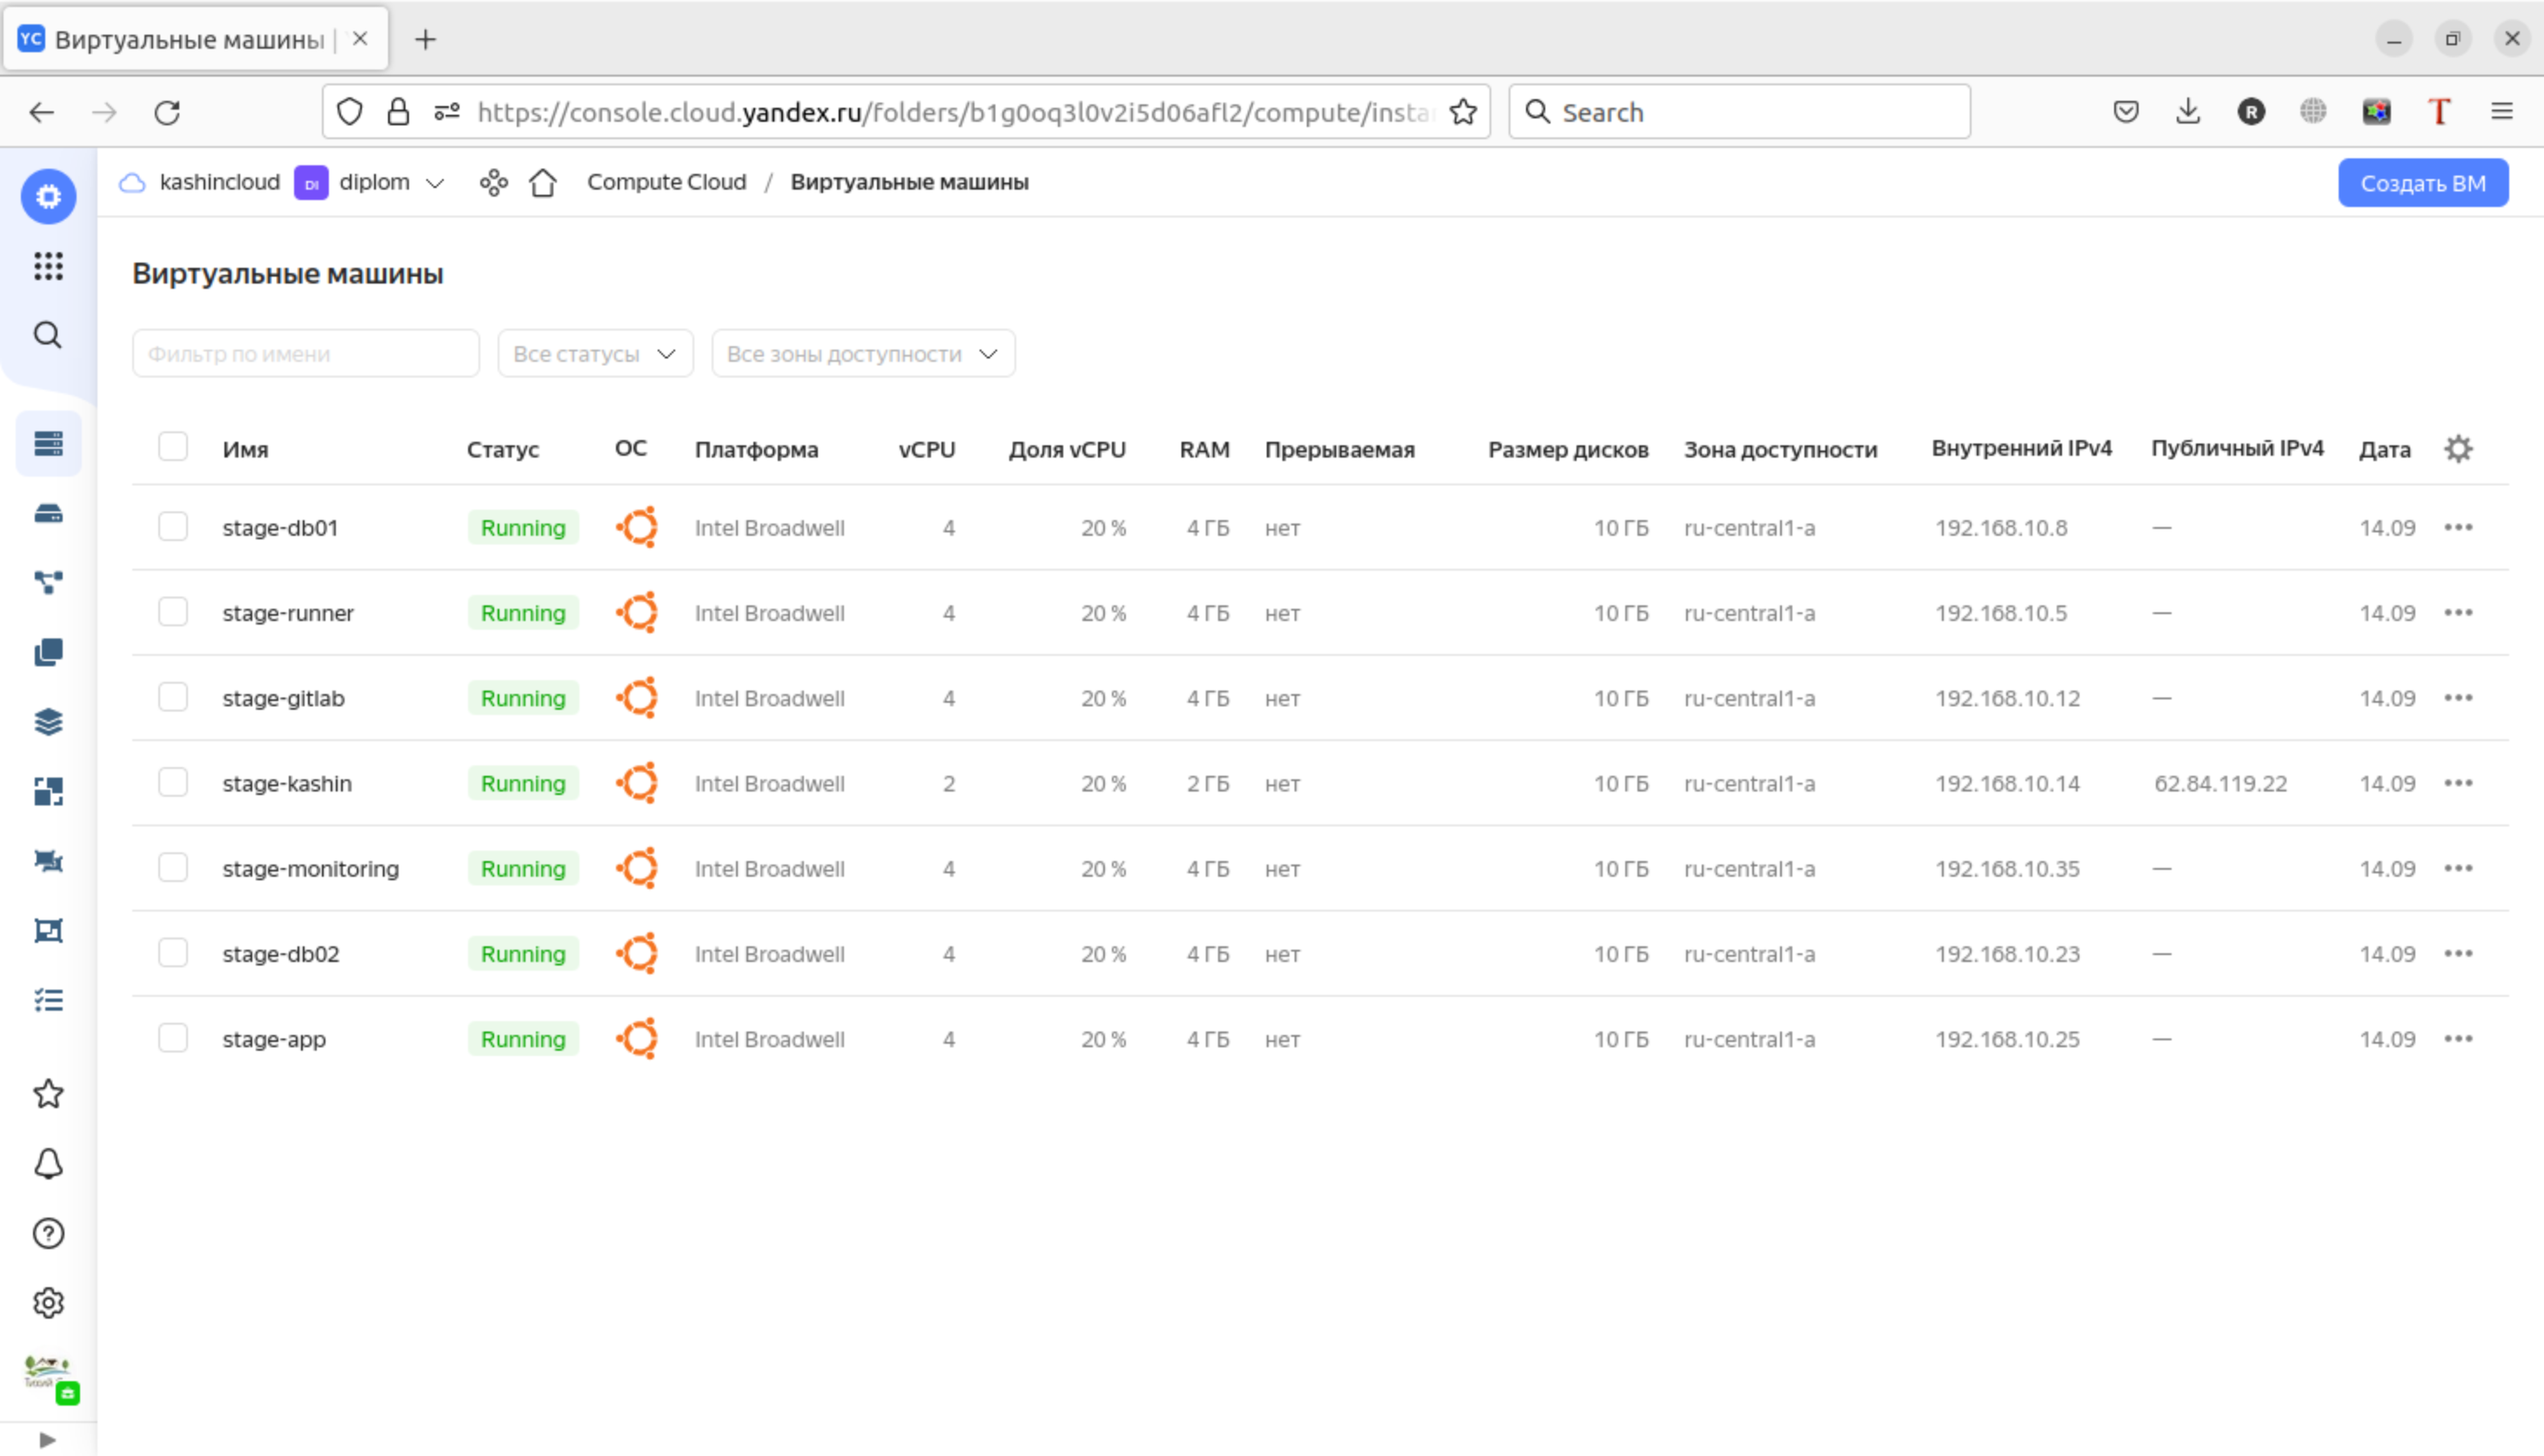 YC Виртуальные машины |
https://console.cloud.yandex.ru/folders/b1g0oq3l0v2i5d06afl2/compute/insta
Search
R
T
kashincloud DI diplom Compute Cloud / Виртуальные машины Создать ВМ
Виртуальные машины
Фильтр по имени Все статусы Все зоны доступности
Имя Статус ОС Платформа vCPU Доля vCPU RAM Прерываемая Размер дисков Зона доступности Внутренний IPv4 Публичный IPv4 Дата
stage-db01 Running Intel Broadwell 4 20 % 4 ГБ нет 10 ГБ ru-central1-a 192.168.10.8 — 14.09
stage-runner Running Intel Broadwell 4 20 % 4 ГБ нет 10 ГБ ru-central1-a 192.168.10.5 — 14.09
stage-gitlab Running Intel Broadwell 4 20 % 4 ГБ нет 10 ГБ ru-central1-a 192.168.10.12 — 14.09
stage-kashin Running Intel Broadwell 2 20 % 2 ГБ нет 10 ГБ ru-central1-a 192.168.10.14 62.84.119.22 14.09
stage-monitoring Running Intel Broadwell 4 20 % 4 ГБ нет 10 ГБ ru-central1-a 192.168.10.35 — 14.09
stage-db02 Running Intel Broadwell 4 20 % 4 ГБ нет 10 ГБ ru-central1-a 192.168.10.23 — 14.09
stage-app Running Intel Broadwell 4 20 % 4 ГБ нет 10 ГБ ru-central1-a 192.168.10.25 — 14.09